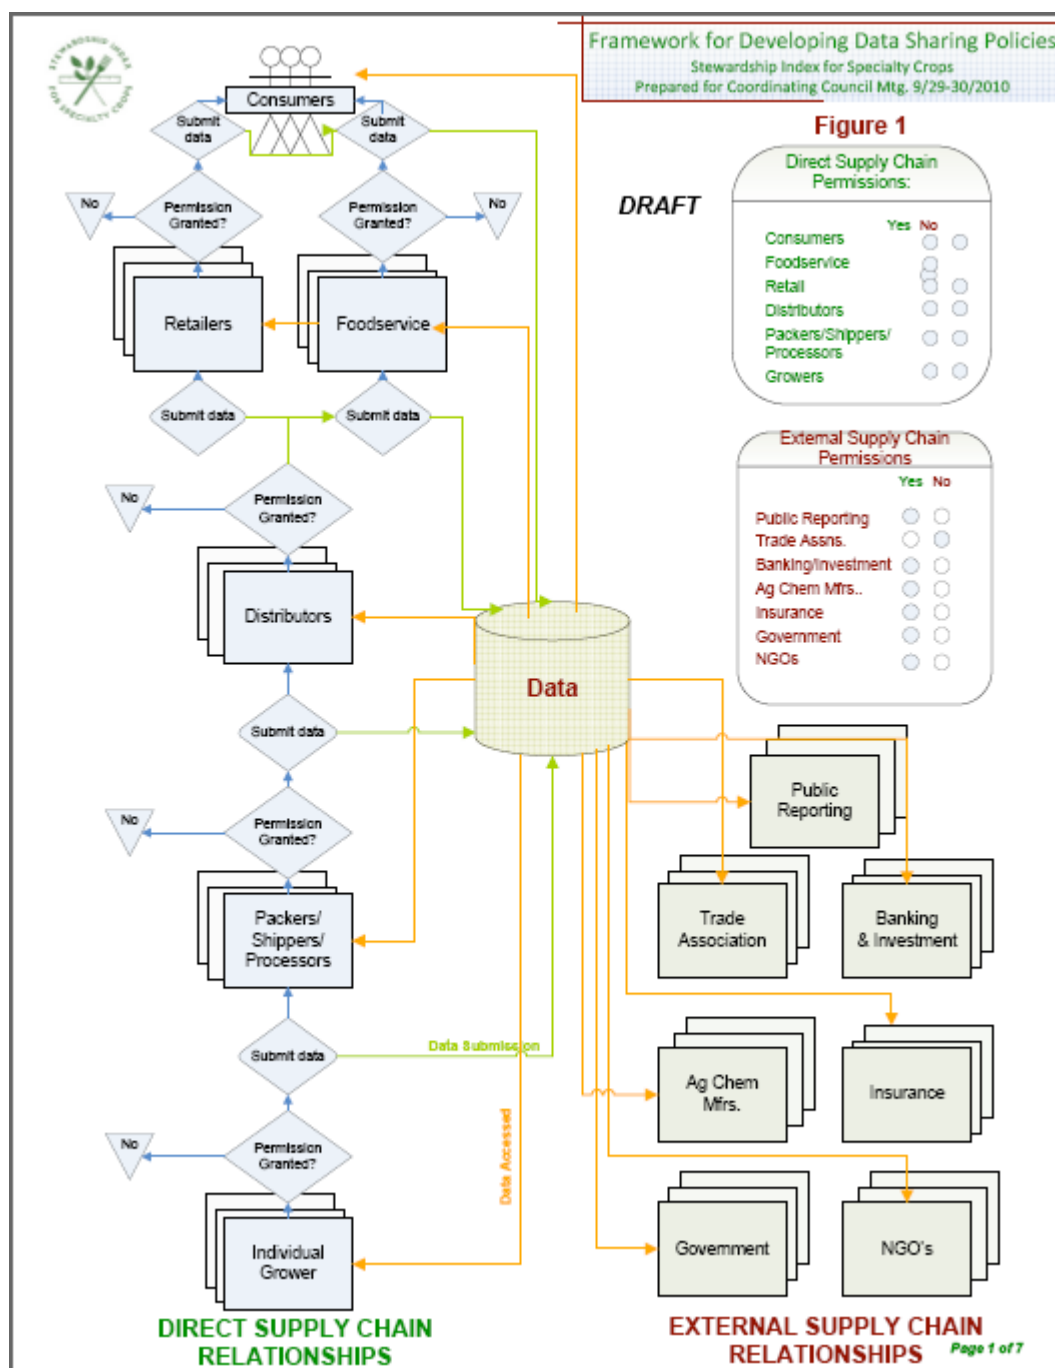 STEWARDSHIP INDEX
FOR SPECIALTY CROPS
Framework for Developing Data Sharing Policies
Stewardship Index for Specialty Crops
Prepared for Coordinating Council Mtg. 9/29-30/2010
Figure 1
DRAFT
Direct Supply Chain
Permissions:
Yes No
Consumers
Foodservice
Retail
Distributors
Packers/Shippers/
Processors
Growers
External Supply Chain
Permissions
Yes No
Public Reporting
Trade Assns.
Banking/Investment
Ag Chem Mfrs..
Insurance
Government
NGOs
Consumers
Submit
data
Submit
data
No
Permission
Granted?
Permission
Granted?
No
Retailers
Foodservice
Submit data
Submit data
No
Permission
Granted?
Distributors
Data
Submit data
No
Permission
Granted?
Packers/
Shippers/
Processors
Submit data
Data Submission
Data Accessed
No
Permission
Granted?
Individual
Grower
Public
Reporting
Trade
Association
Banking
& Investment
Ag Chem
Mfrs.
Insurance
Government
NGO's
DIRECT SUPPLY CHAIN
RELATIONSHIPS
EXTERNAL SUPPLY CHAIN
RELATIONSHIPS
Page 1 of 7